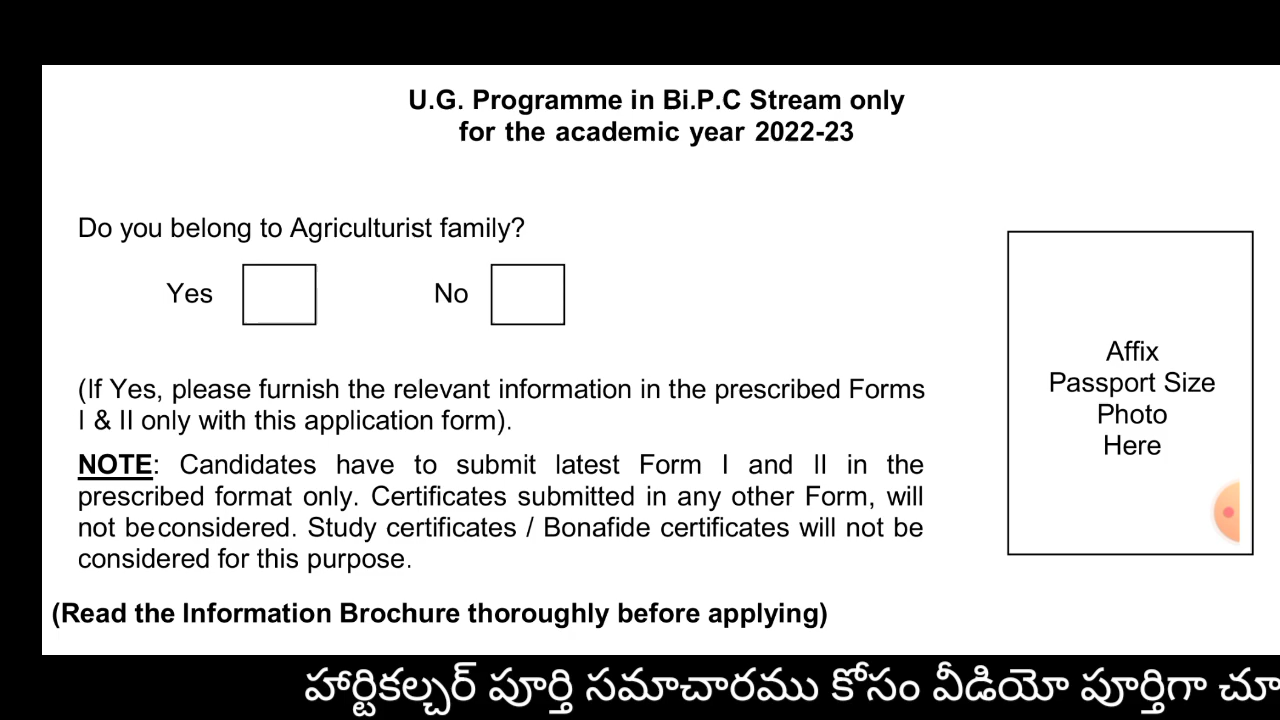 U.G. Programme in Bi.P.C Stream only
for the academic year 2022-23
Do you belong to Agriculturist family?
Yes No
(If Yes, please furnish the relevant information in the prescribed Forms
I & II only with this application form).
NOTE: Candidates have to submit latest Form I and II in the
prescribed format only. Certificates submitted in any other Form, will
not beconsidered. Study certificates / Bonafide certificates will not be
considered for this purpose.
Affix
Passport Size
Photo
Here
(Read the Information Brochure thoroughly before applying)
హార్టికల్చర్ పూర్తి సమాచారము కోసం వీడియో పూర్తిగా చూ